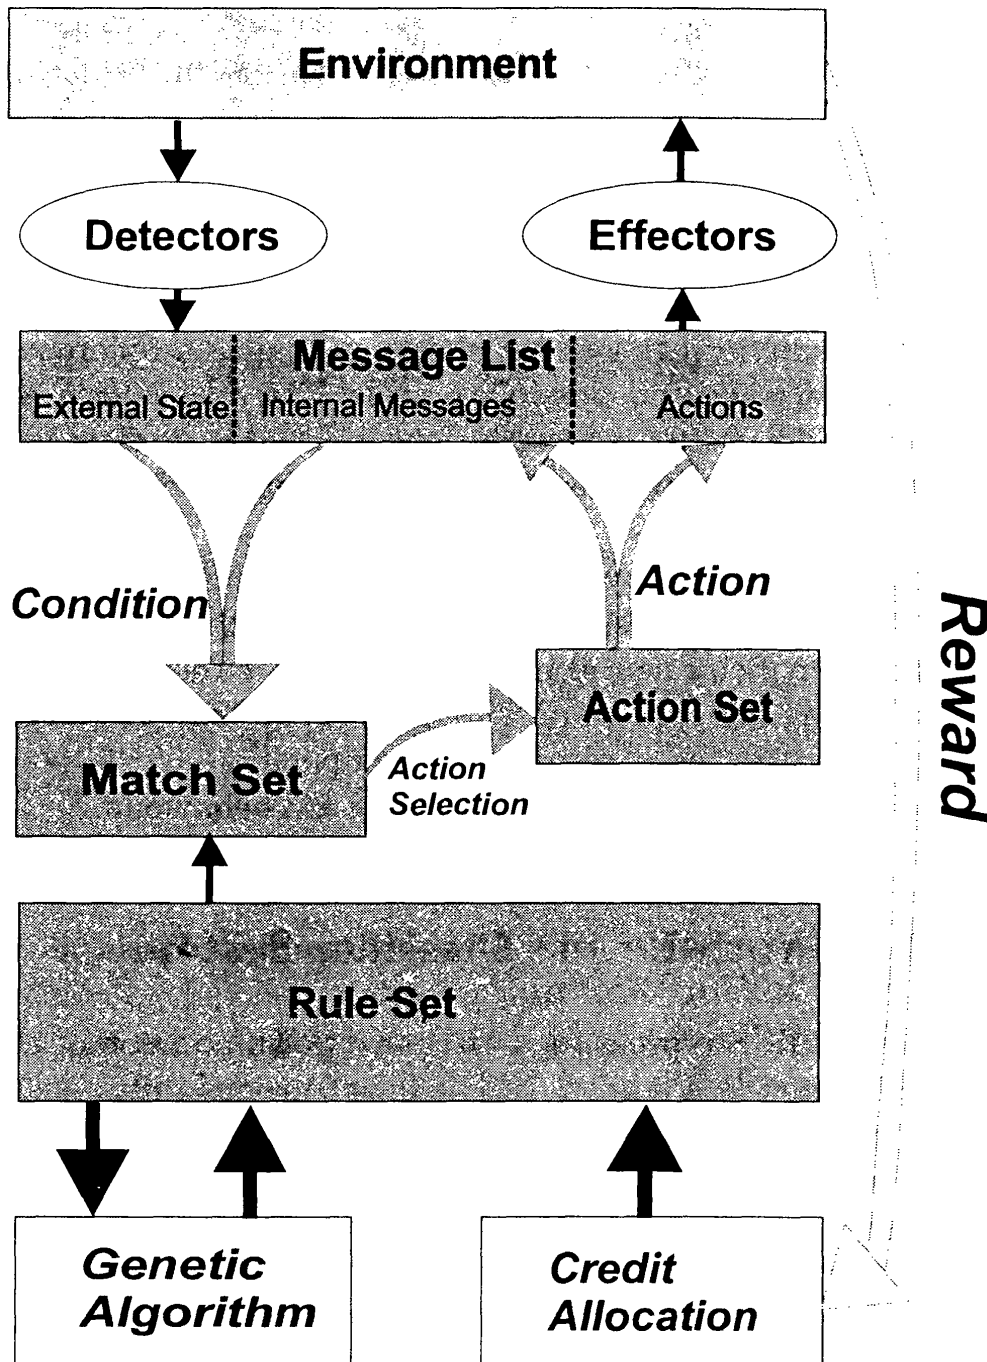 Environment
Detectors
Effectors
Message List
External State
Internal Messages
Actions
Condition
Action
Reward
Action Set
Match Set
Action
Selection
Rule Set
Genetic
Algorithm
Credit
Allocation